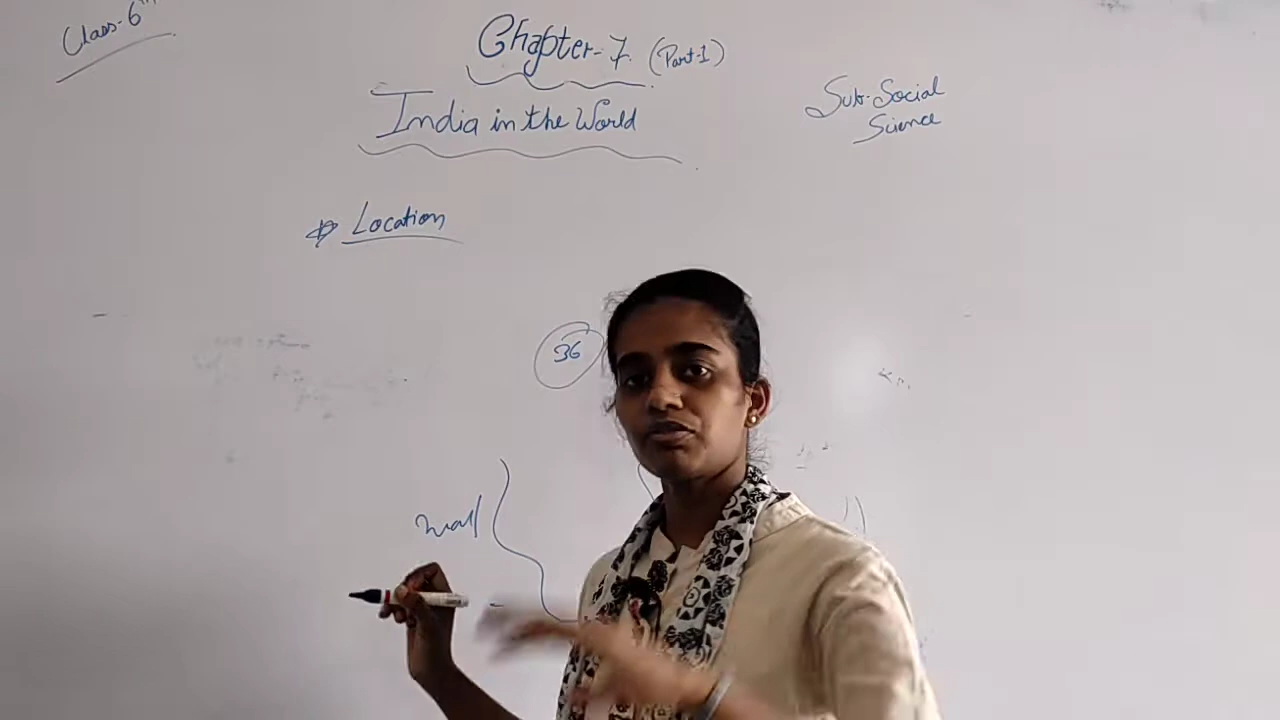 Class-6th
Chapter-7 (Part-1)
India in the World
Sub-Social
Science
Location
36